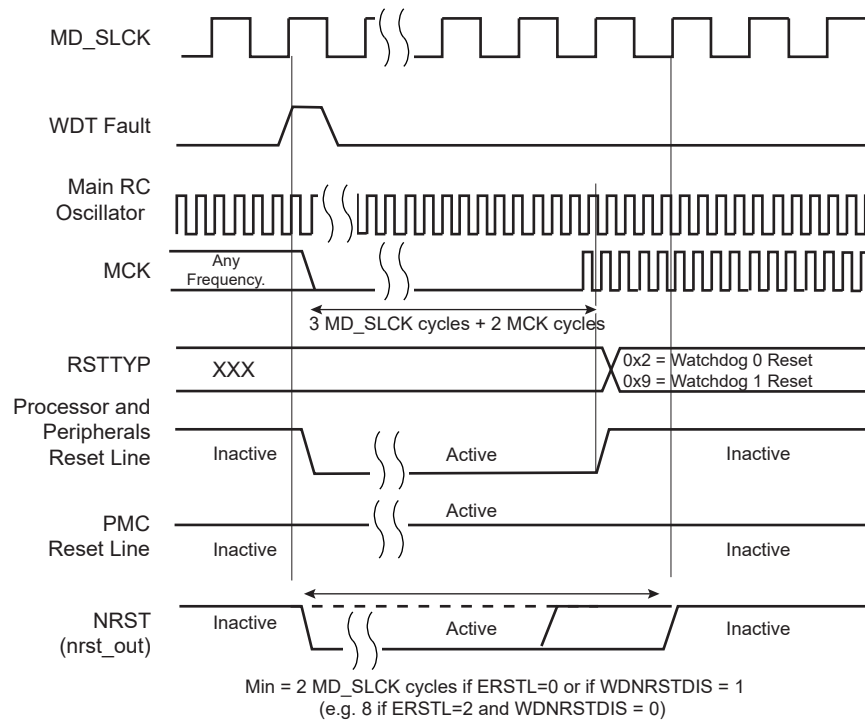 MD_SLCK
WDT Fault
Main RC
Oscillator
MCK
Any
Frequency.
3 MD_SLCK cycles + 2 MCK cycles
RSTTYP
XXX
0x2 = Watchdog 0 Reset
0x9 = Watchdog 1 Reset
Processor and
Peripherals
Reset Line
Inactive
Active
Inactive
PMC
Reset Line
Active
Inactive
Inactive
NRST
(nrst_out)
Inactive
Active
Inactive
Min = 2 MD_SLCK cycles if ERSTL=0 or if WDNRSTDIS = 1
(e.g. 8 if ERSTL=2 and WDNRSTDIS = 0)